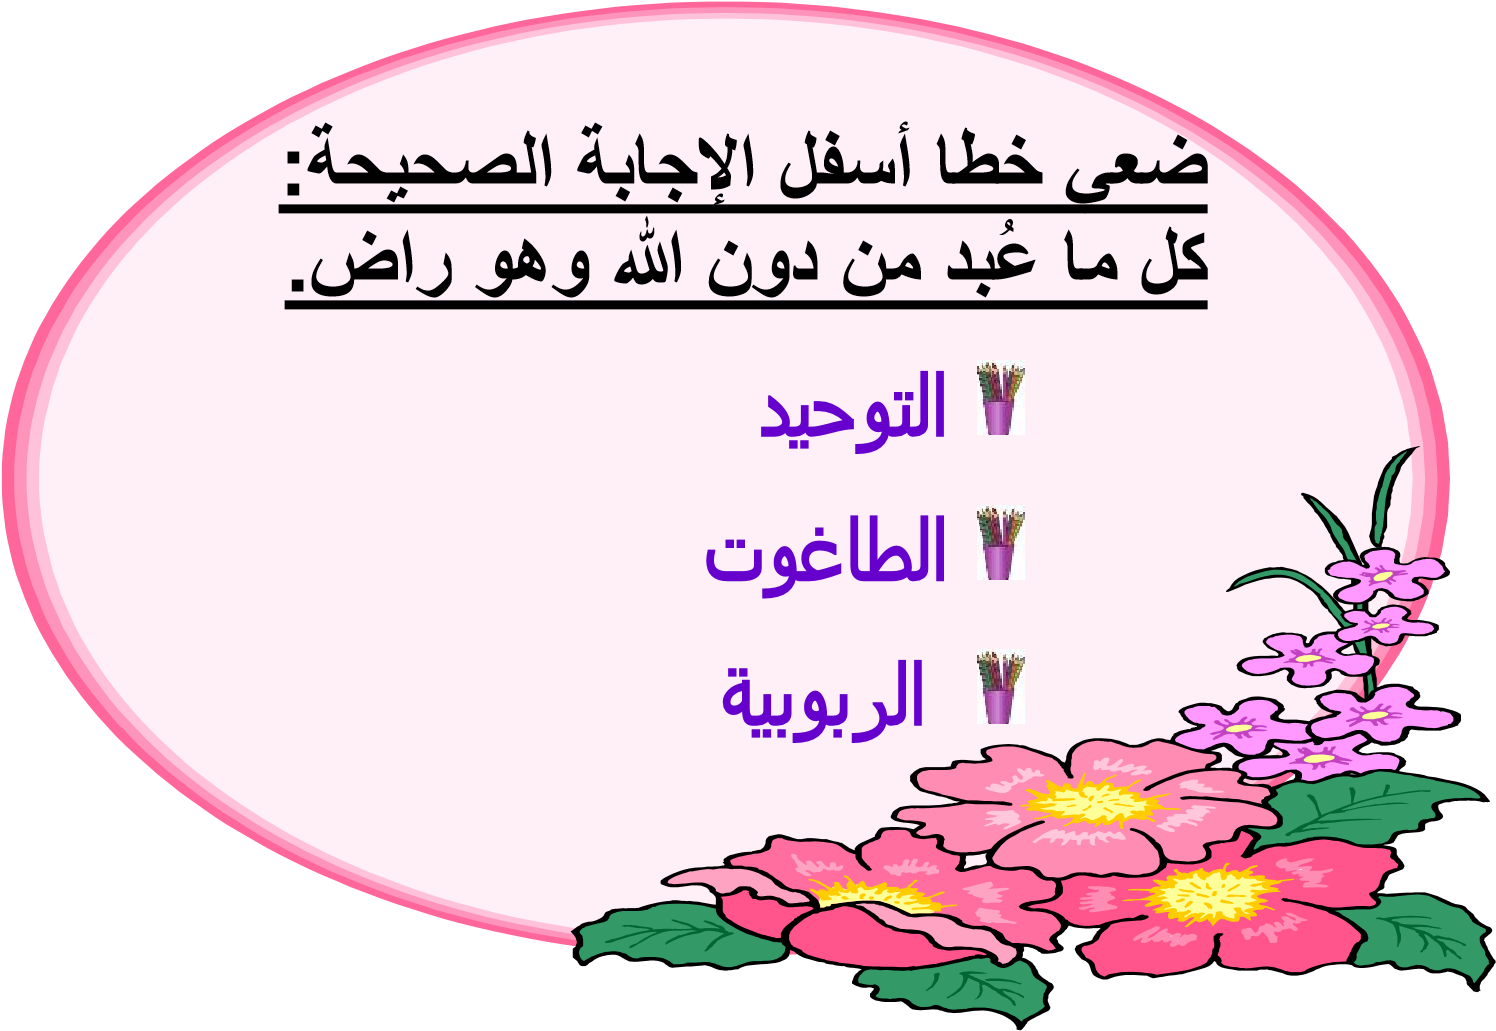 ضعي خطا أسفل الإجابة الصحيحة:
كل ما عُبد من دون الله وهو راض.
التوحيد
الطاغوت
الربوبية